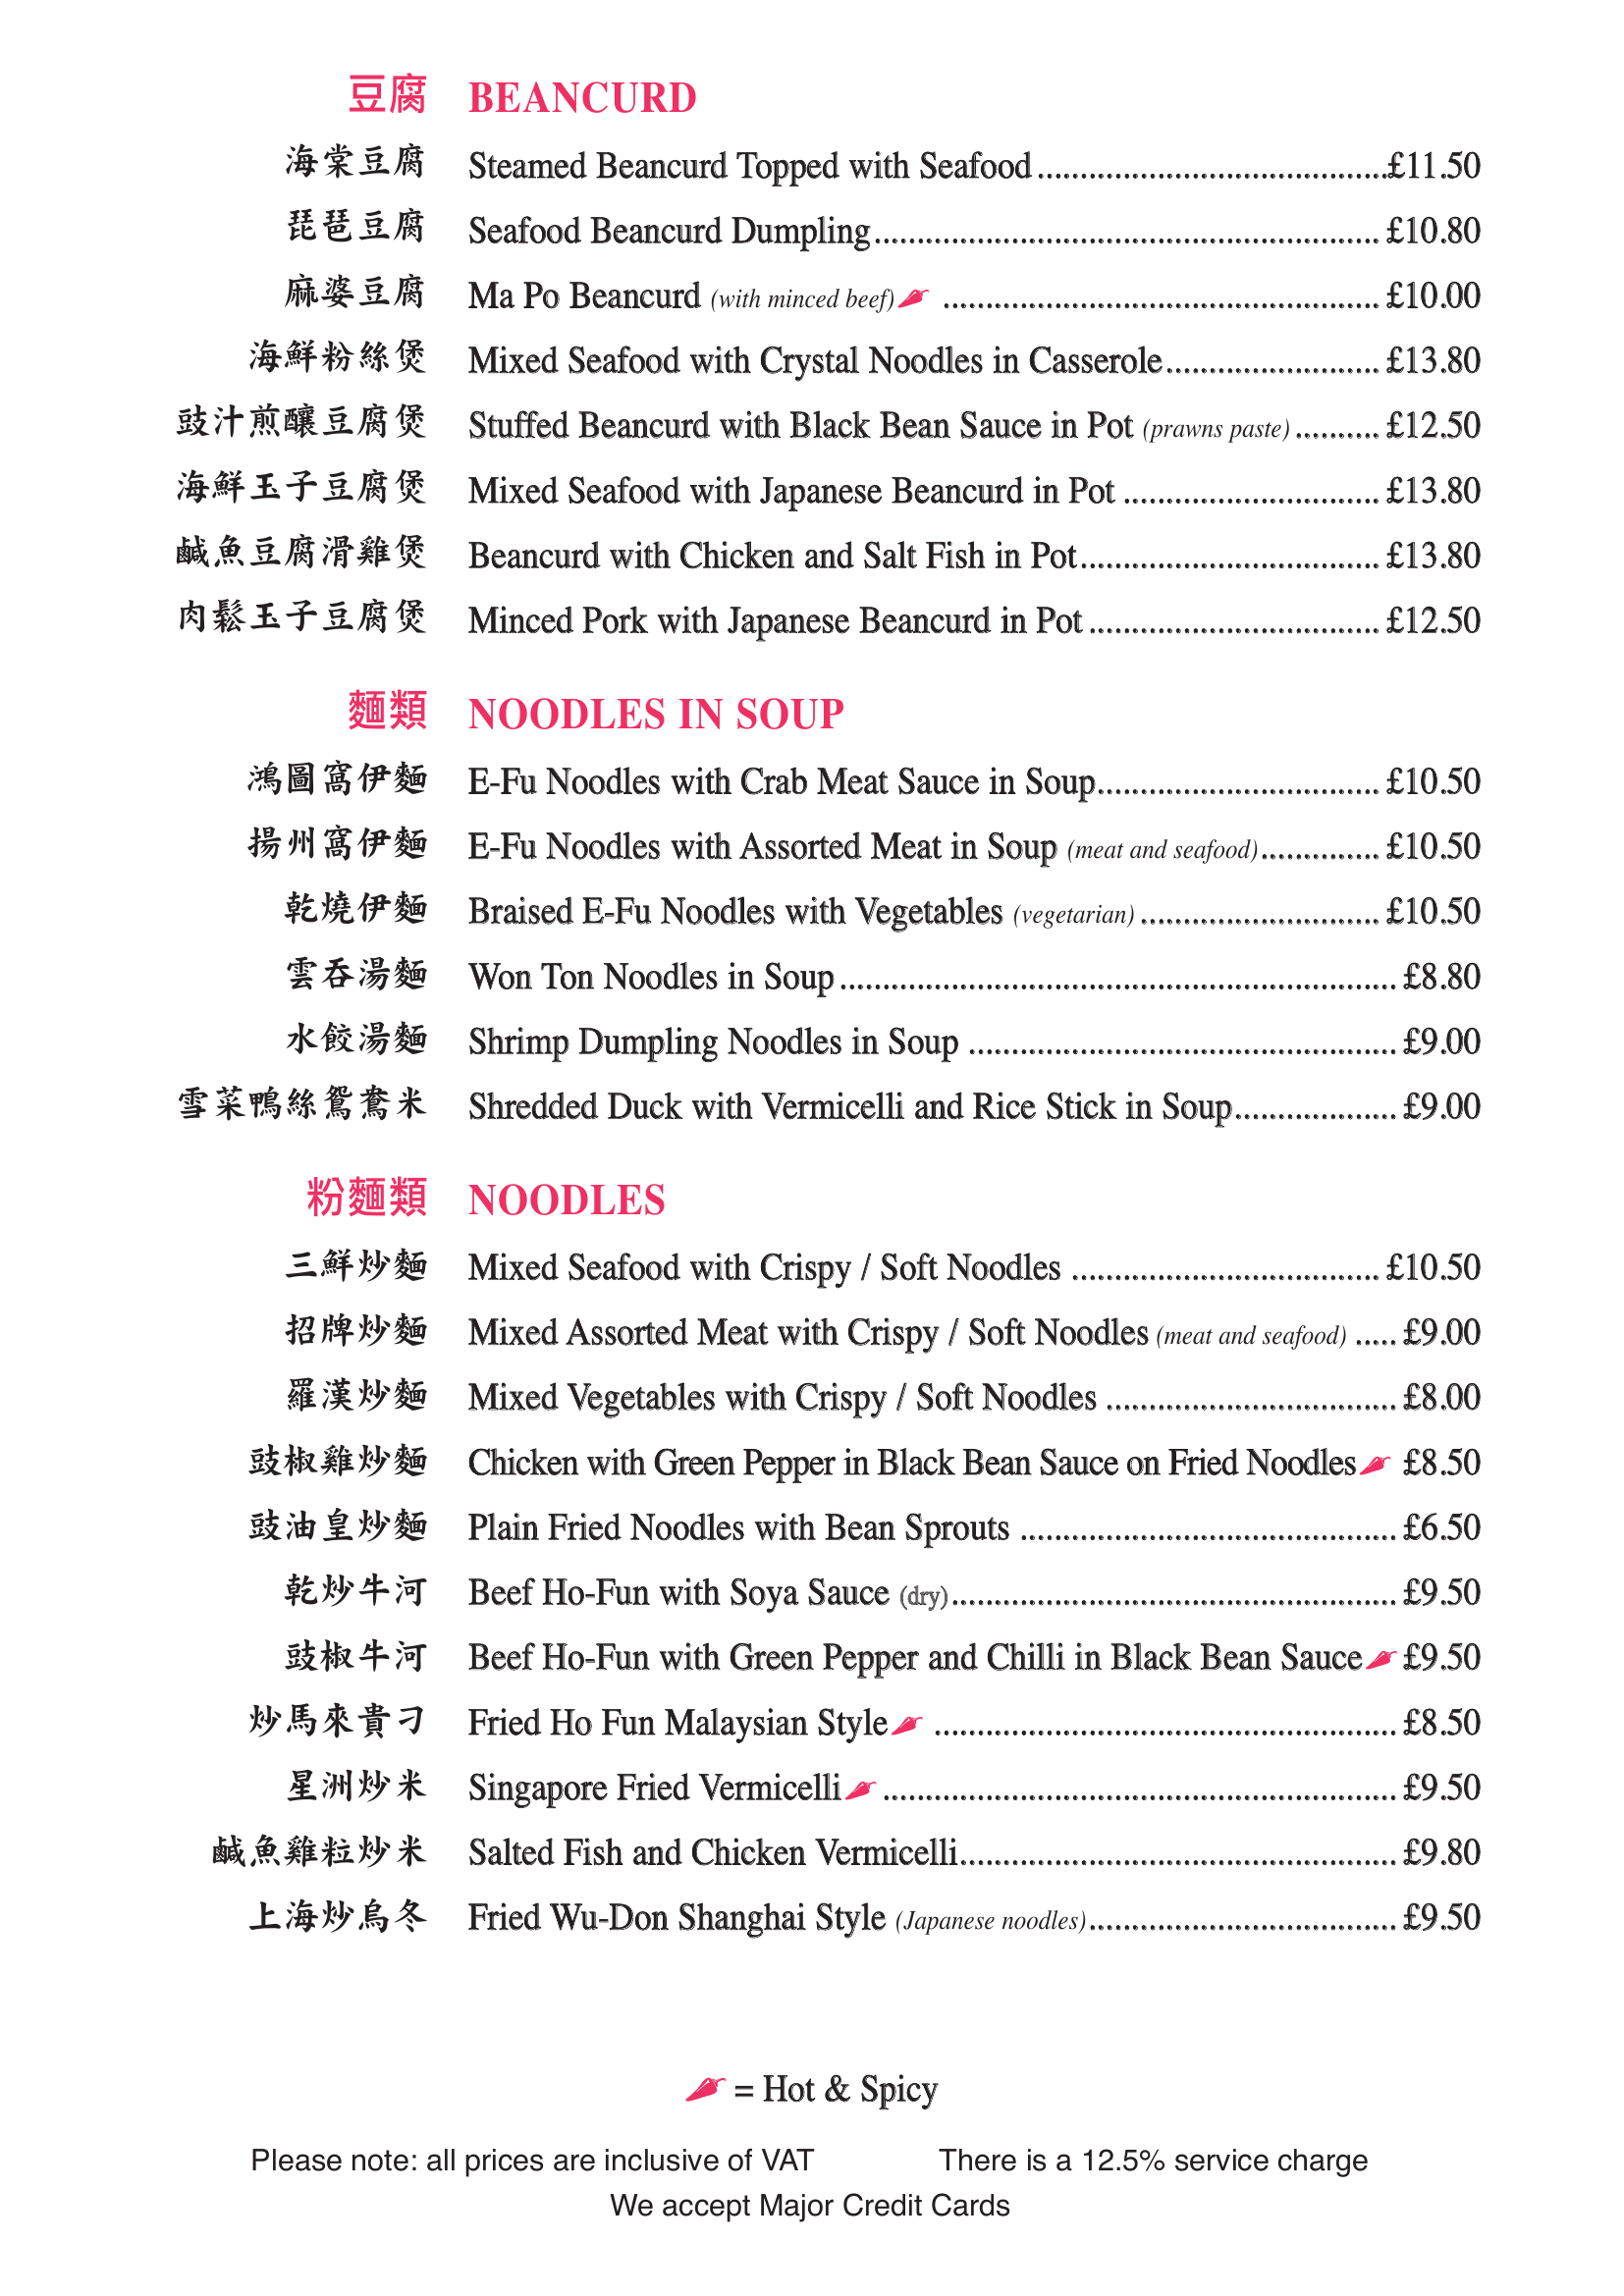 豆腐 BEANCURD
海棠豆腐 Steamed Beancurd Topped with Seafood £11.50
琵琶豆腐 Seafood Beancurd Dumpling £10.80
麻婆豆腐 Ma Po Beancurd (with minced beef) £10.00
海鮮粉絲煲 Mixed Seafood with Crystal Noodles in Casserole £13.80
豉汁煎釀豆腐煲 Stuffed Beancurd with Black Bean Sauce in Pot (prawns paste) £12.50
海鮮玉子豆腐煲 Mixed Seafood with Japanese Beancurd in Pot £13.80
鹹魚豆腐滑雞煲 Beancurd with Chicken and Salt Fish in Pot £13.80
肉鬆玉子豆腐煲 Minced Pork with Japanese Beancurd in Pot £12.50
麵類 NOODLES IN SOUP
鴻圖窩伊麵 E-Fu Noodles with Crab Meat Sauce in Soup £10.50
揚州窩伊麵 E-Fu Noodles with Assorted Meat in Soup (meat and seafood) £10.50
乾燒伊麵 Braised E-Fu Noodles with Vegetables (vegetarian) £10.50
雲吞湯麵 Won Ton Noodles in Soup £8.80
水餃湯麵 Shrimp Dumpling Noodles in Soup £9.00
雪菜鴨絲鴛鴦米 Shredded Duck with Vermicelli and Rice Stick in Soup £9.00
粉麵類 NOODLES
三鮮炒麵 Mixed Seafood with Crispy / Soft Noodles £10.50
招牌炒麵 Mixed Assorted Meat with Crispy / Soft Noodles (meat and seafood) £9.00
羅漢炒麵 Mixed Vegetables with Crispy / Soft Noodles £8.00
豉椒雞炒麵 Chicken with Green Pepper in Black Bean Sauce on Fried Noodles £8.50
豉油皇炒麵 Plain Fried Noodles with Bean Sprouts £6.50
乾炒牛河 Beef Ho-Fun with Soya Sauce (dry) £9.50
豉椒牛河 Beef Ho-Fun with Green Pepper and Chilli in Black Bean Sauce £9.50
炒馬來貴刁 Fried Ho Fun Malaysian Style £8.50
星洲炒米 Singapore Fried Vermicelli £9.50
鹹魚雞粒炒米 Salted Fish and Chicken Vermicelli £9.80
上海炒烏冬 Fried Wu-Don Shanghai Style (Japanese noodles) £9.50
= Hot & Spicy
Please note: all prices are inclusive of VAT There is a 12.5% service charge
We accept Major Credit Cards